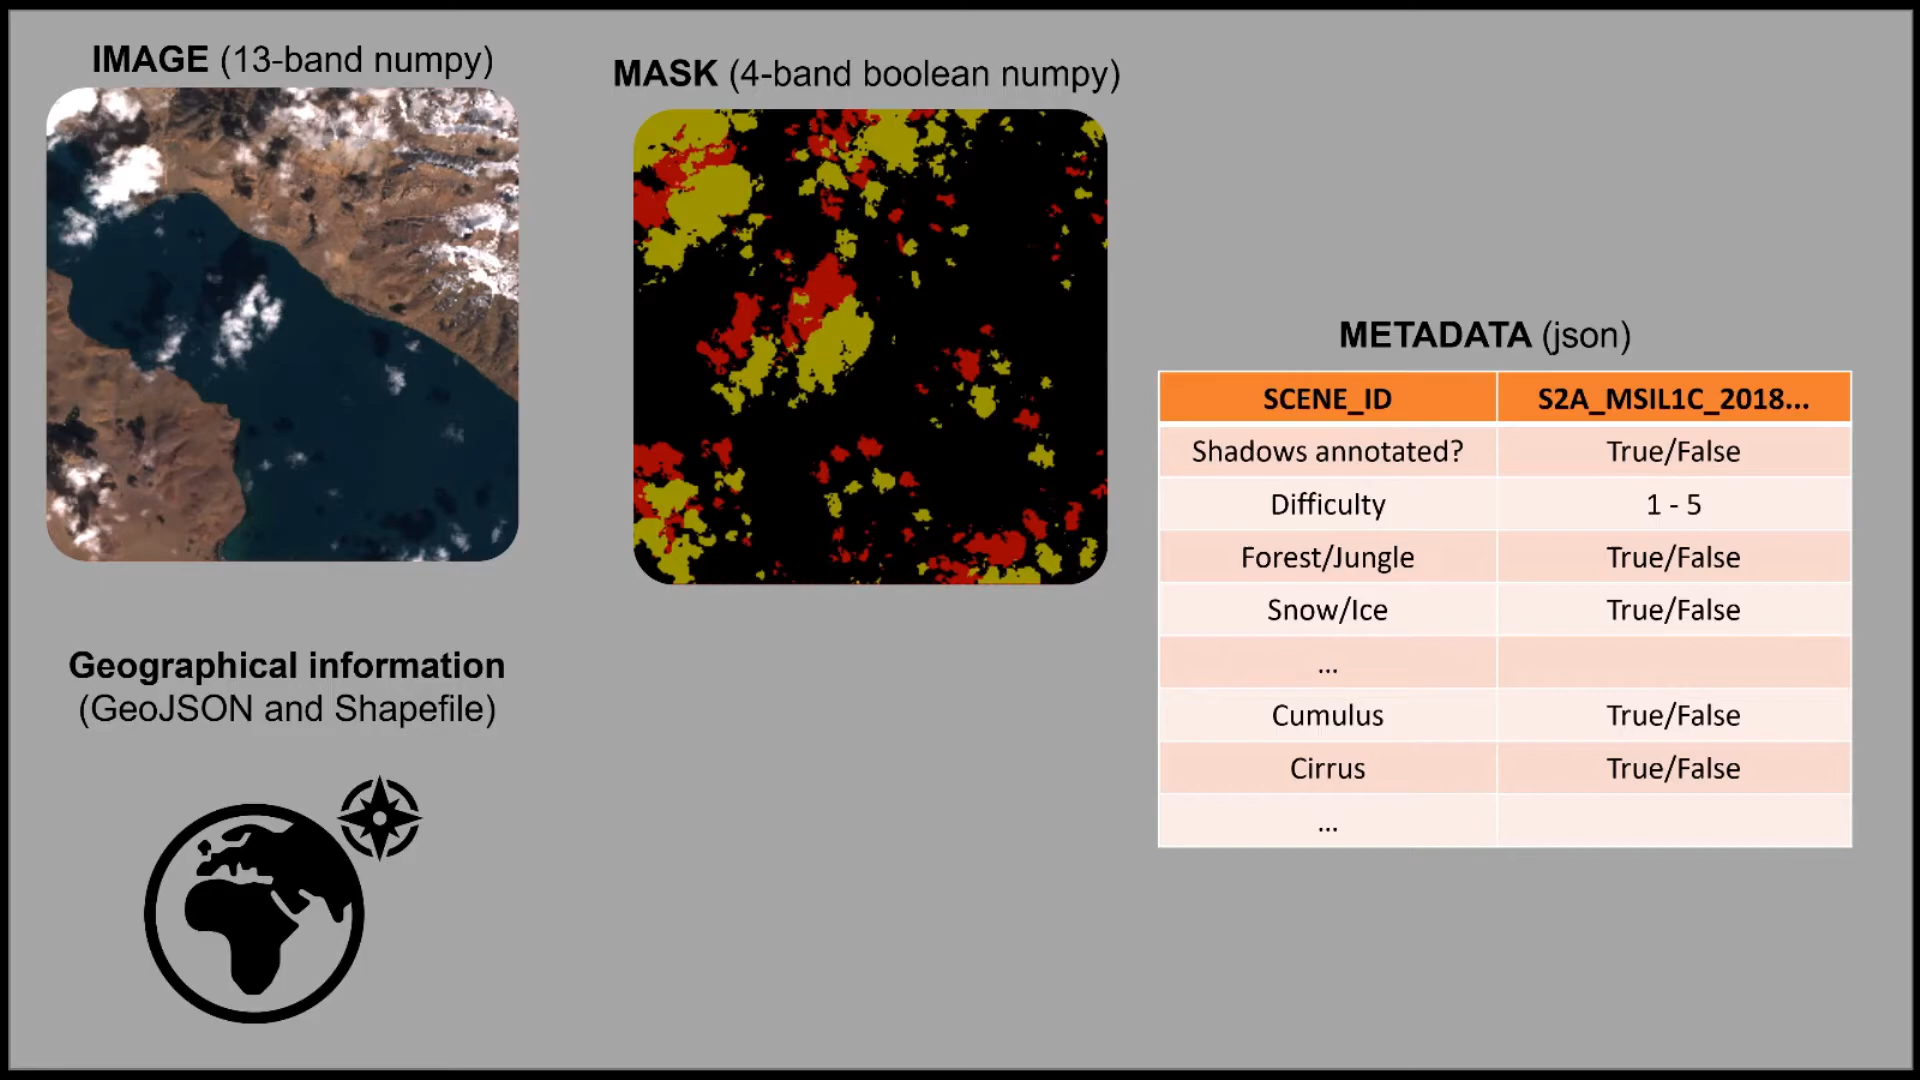 IMAGE (13-band numpy)
MASK (4-band boolean numpy)
METADATA (json)
SCENE_ID S2A_MSIL1C_2018...
Shadows annotated? True/False
Difficulty 1 - 5
Forest/Jungle True/False
Snow/Ice True/False
...
Cumulus True/False
Cirrus True/False
...
Geographical information
(GeoJSON and Shapefile)